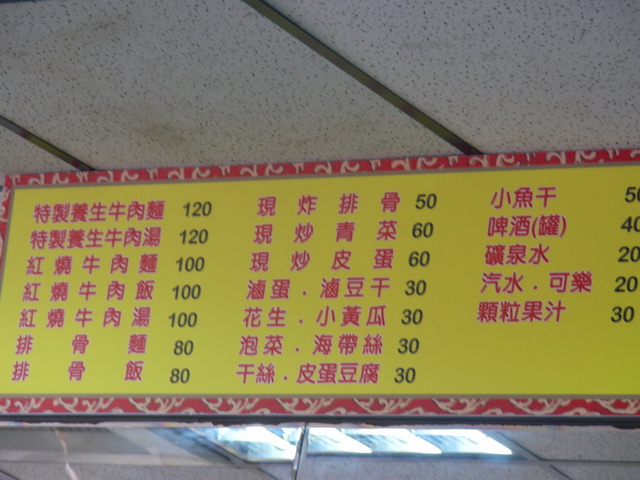 特製養生牛肉麵 120
特製養生牛肉湯 120
紅燒牛肉麵 100
紅燒牛肉飯 100
紅燒牛肉湯 100
排骨麵 80
排骨飯 80
現炸排骨 50
現炒青菜 60
現炒皮蛋 60
滷蛋.滷豆干 30
花生.小黃瓜 30
泡菜.海帶絲 30
干絲.皮蛋豆腐 30
小魚干 50
啤酒(罐) 40
礦泉水 20
汽水.可樂 20
顆粒果汁 30